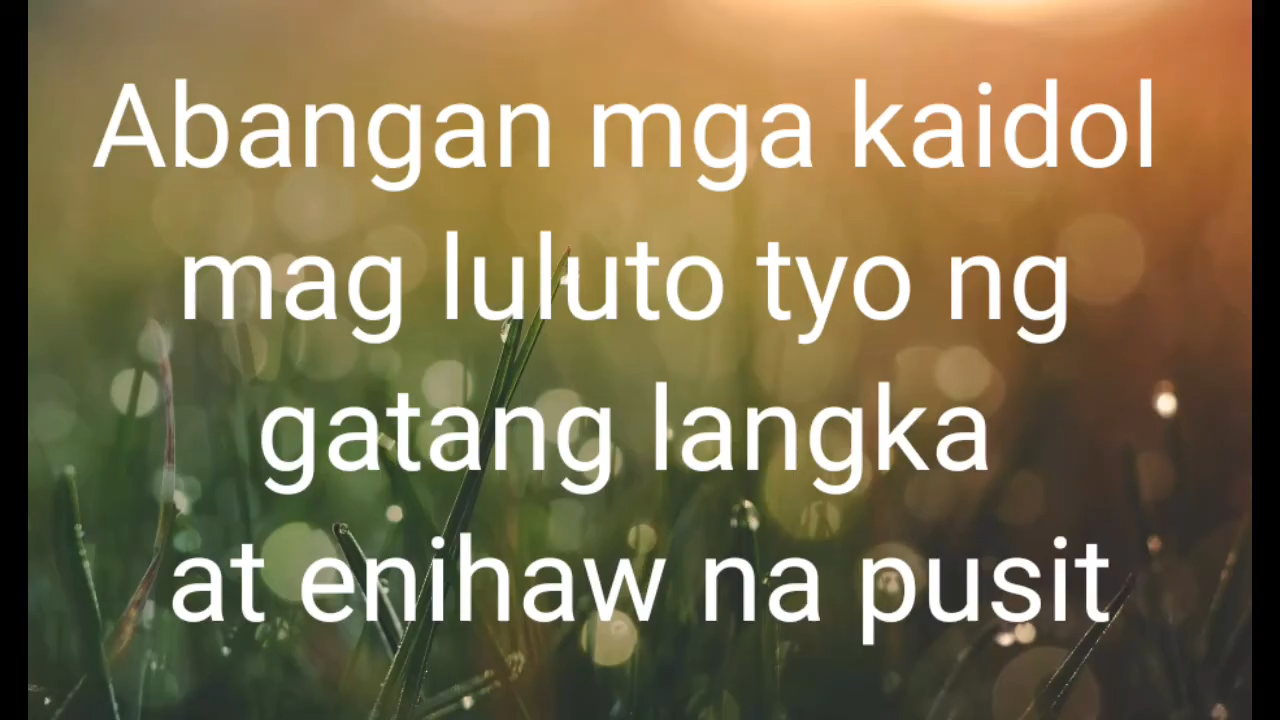 Abangan mga kaidol
mag luluto tyo ng
gatang langka
at enihaw na pusit